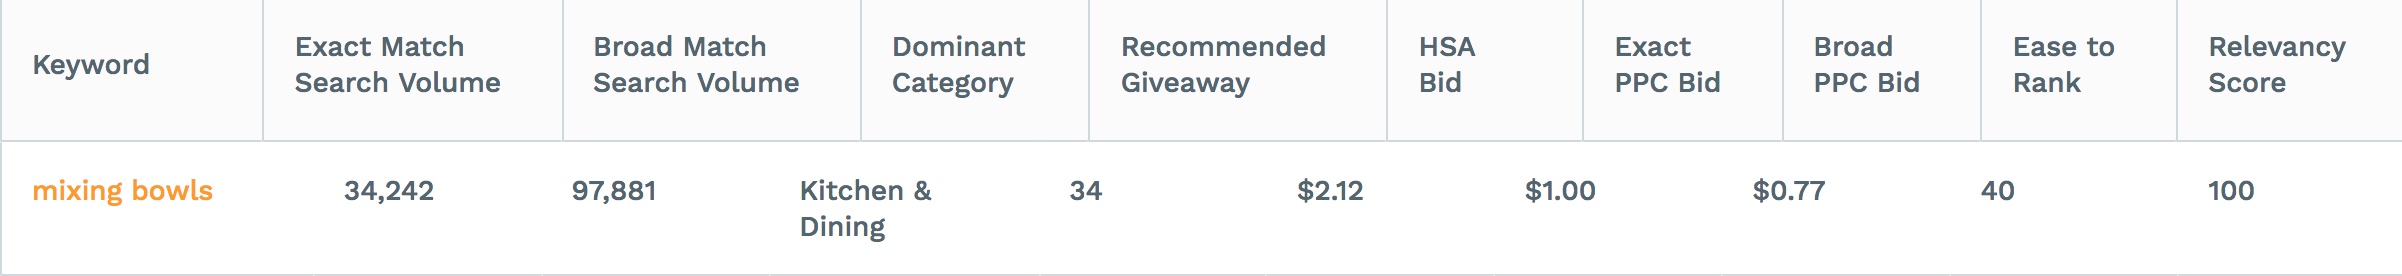 Keyword
Exact Match
Search Volume
Broad Match
Search Volume
Dominant
Category
Recommended
Giveaway
HSA
Bid
Exact
PPC Bid
Broad
PPC Bid
Ease to
Rank
Relevancy
Score
mixing bowls
34,242
97,881
Kitchen &
Dining
34
$2.12
$1.00
$0.77
40
100